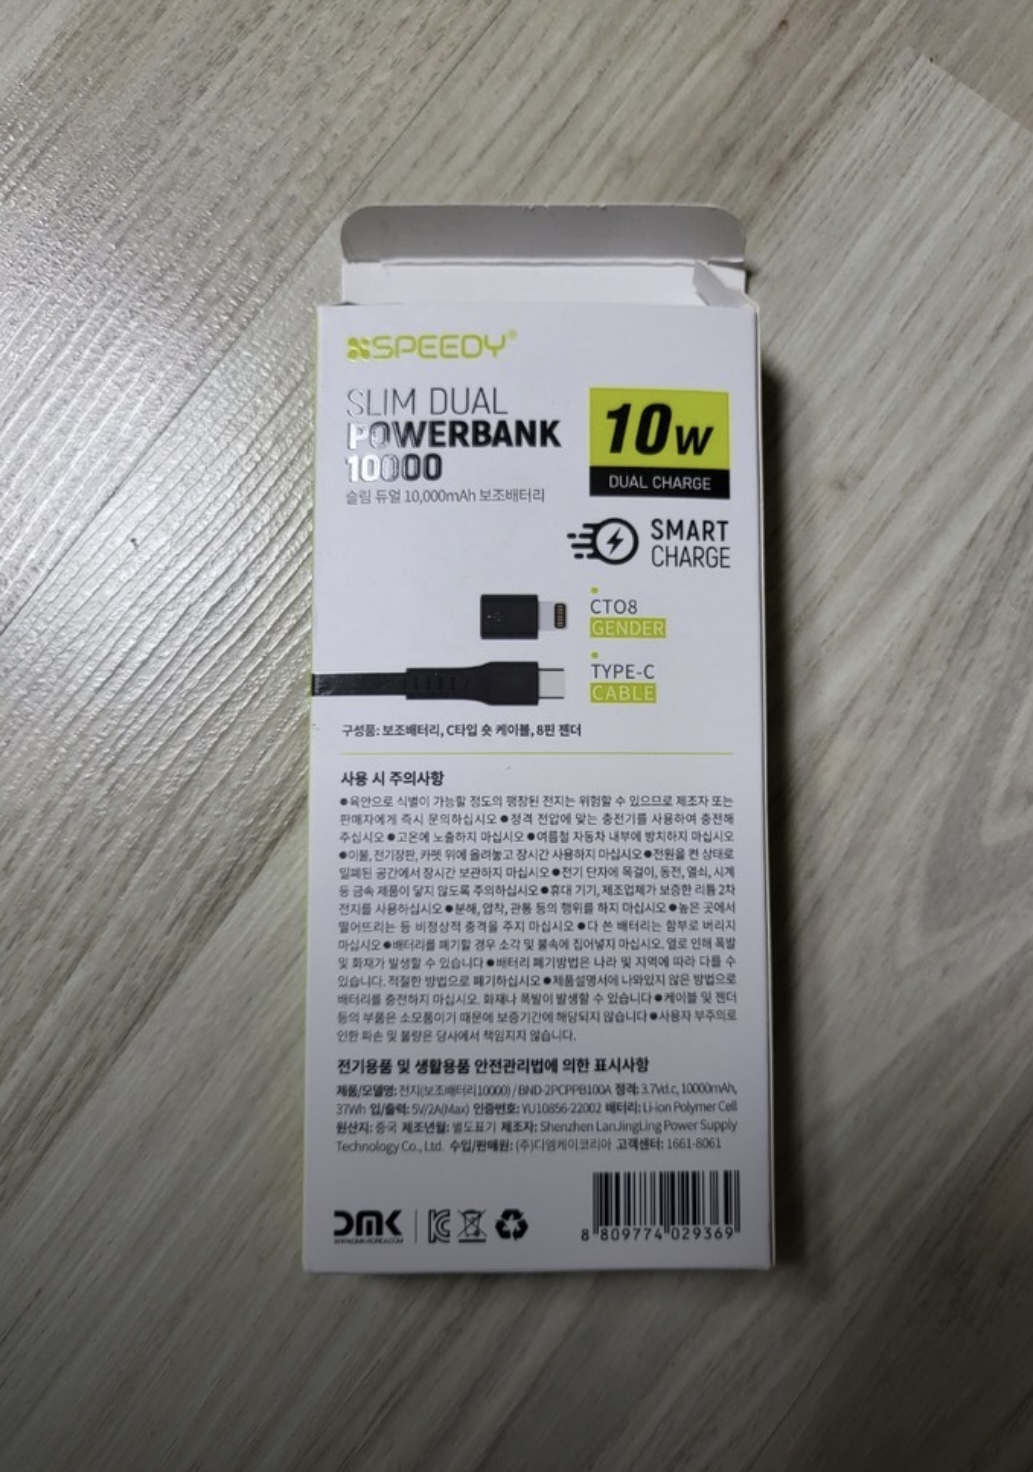 SPEEDY®
SLIM DUAL
POWERBANK
10000
슬림 듀얼 10,000mAh 보조배터리
10W
DUAL CHARGE
SMART
CHARGE
CTO8
GENDER
TYPE-C
CABLE
구성품: 보조배터리, C타입 숏 케이블, 8핀 젠더
사용 시 주의사항
●육안으로 식별이 가능할 정도의 팽창된 전지는 위험할 수 있으므로 제조자 또는
판매자에게 즉시 문의하십시오 ●정격 전압에 맞는 충전기를 사용하여 충전해
주십시오 ●고온에 노출하지 마십시오 ●여름철 자동차 내부에 방치하지 마십시오
●이불, 전기장판, 카펫 위에 올려놓고 장시간 사용하지 마십시오 ●전원을 켠 상태로
밀폐된 공간에서 장시간 보관하지 마십시오 ●전기 단자에 목걸이, 동전, 열쇠, 시계
등 금속 제품이 닿지 않도록 주의하십시오 ●휴대 기기, 제조업체가 보증한 리튬 2차
전지를 사용하십시오 ●분해, 압착, 관통 등의 행위를 하지 마십시오 ●높은 곳에서
떨어뜨리는 등 비정상적 충격을 주지 마십시오 ●다 쓴 배터리는 함부로 버리지
마십시오 ●배터리를 폐기할 경우 소각 및 불속에 집어넣지 마십시오. 열로 인해 폭발
및 화재가 발생할 수 있습니다 ●배터리 폐기방법은 나라 및 지역에 따라 다를 수
있습니다. 적절한 방법으로 폐기하십시오 ●제품설명서에 나와있지 않은 방법으로
배터리를 충전하지 마십시오. 화재나 폭발이 발생할 수 있습니다 ●케이블 및 젠더
등의 부품은 소모품이기 때문에 보증기간에 해당되지 않습니다 ●사용자 부주의로
인한 파손 및 불량은 당사에서 책임지지 않습니다.
전기용품 및 생활용품 안전관리법에 의한 표시사항
제품/모델명: 전지(보조배터리10000) / BND-2PCPPB100A 정격: 3.7Vd.c, 10000mAh,
37Wh 입/출력: 5V/2A(Max) 인증번호: YU10856-22002 배터리: Li-ion Polymer Cell
원산지: 중국 제조년월: 별도표기 제조자: Shenzhen LanJingLing Power Supply
Technology Co., Ltd. 수입/판매원: (주)디엠케이코리아 고객센터: 1661-8061
DMK
8 809774 029369